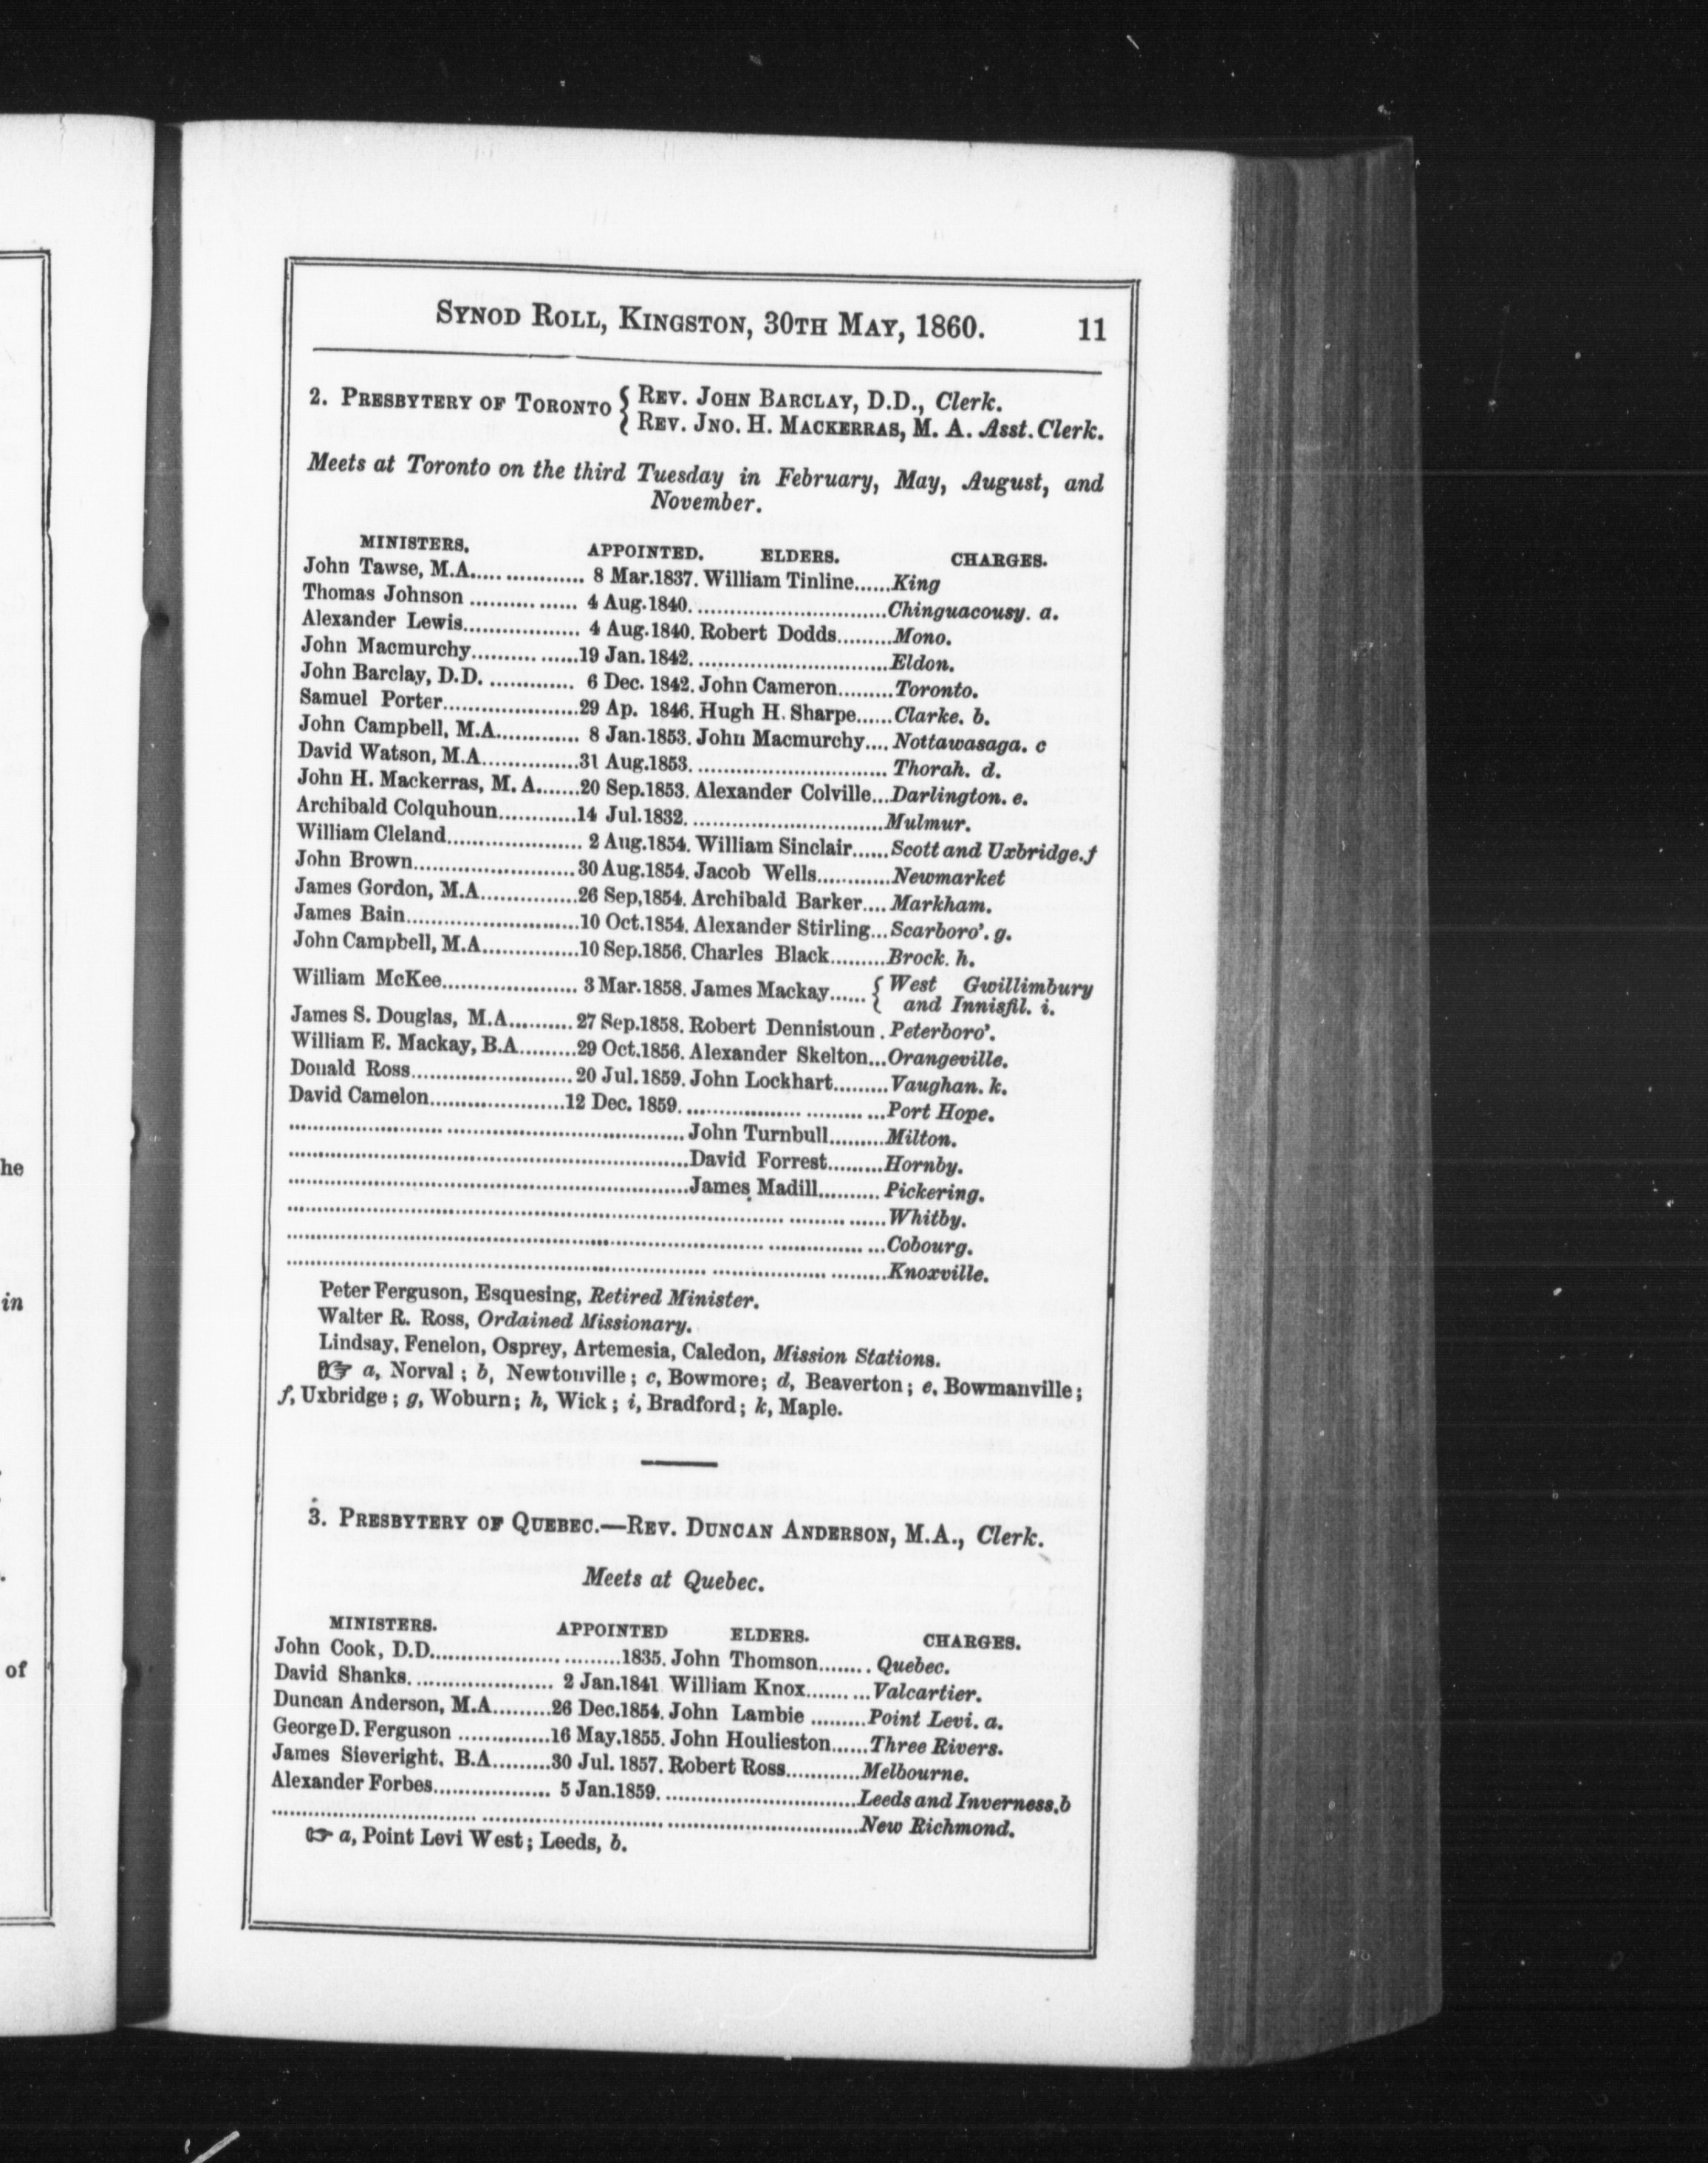 SYNOD ROLL, KINGSTON, 30TH MAY, 1860. 11
2. PRESBYTERY OF TORONTO { REV. JOHN BARCLAY, D.D., Clerk.
REV. JNO. H. MACKERRAS, M. A. Asst. Clerk.
Meets at Toronto on the third Tuesday in February, May, August, and
November.
MINISTERS. APPOINTED. ELDERS. CHARGES.
John Tawse, M.A................. 8 Mar.1837. William Tinline......King
Thomas Johnson ................ 4 Aug.1840. ............................Chinguacousy. a.
Alexander Lewis.................. 4 Aug.1840. Robert Dodds.........Mono.
John Macmurchy................19 Jan. 1842. ............................Eldon.
John Barclay, D.D. ............. 6 Dec. 1842. John Cameron.........Toronto.
Samuel Porter.....................29 Ap. 1846. Hugh H. Sharpe......Clarke. b.
John Campbell, M.A............. 8 Jan.1853. John Macmurchy.... Nottawasaga. c
David Watson, M.A..............31 Aug.1853. ............................ Thorah. d.
John H. Mackerras, M. A.......20 Sep.1853. Alexander Colville...Darlington. e.
Archibald Colquhoun............14 Jul.1832. ............................Mulmur.
William Cleland..................... 2 Aug.1854. William Sinclair......Scott and Uxbridge.f
John Brown........................30 Aug.1854. Jacob Wells............Newmarket
James Gordon, M.A..............26 Sep,1854. Archibald Barker.... Markham.
James Bain..........................10 Oct.1854. Alexander Stirling...Scarboro'. g.
John Campbell, M.A..............10 Sep.1856. Charles Black.........Brock. h.
William McKee.................... 3 Mar.1858. James Mackay...... { West Gwillimbury
and Innisfil. i.
James S. Douglas, M.A..........27 Sep.1858. Robert Dennistoun . Peterboro'.
William E. Mackay, B.A.........29 Oct.1856. Alexander Skelton...Orangeville.
Donald Ross........................20 Jul.1859. John Lockhart.........Vaughan. k.
David Camelon....................12 Dec. 1859. ............................Port Hope.
............................................................John Turnbull.........Milton.
............................................................David Forrest.........Hornby.
............................................................James Madill.......... Pickering.
..........................................................................................Whitby.
..........................................................................................Cobourg.
..........................................................................................Knoxville.
Peter Ferguson, Esquesing, Retired Minister.
Walter R. Ross, Ordained Missionary.
Lindsay, Fenelon, Osprey, Artemesia, Caledon, Mission Stations.
☞ a, Norval ; b, Newtonville ; c, Bowmore ; d, Beaverton ; e, Bowmanville ;
f, Uxbridge ; g, Woburn ; h, Wick ; i, Bradford ; k, Maple.
3. PRESBYTERY OF QUEBEC.—REV. DUNCAN ANDERSON, M.A., Clerk.
Meets at Quebec.
MINISTERS. APPOINTED ELDERS. CHARGES.
John Cook, D.D.............................1835. John Thomson........ Quebec.
David Shanks...................... 2 Jan.1841 William Knox..........Valcartier.
Duncan Anderson, M.A.........26 Dec.1854. John Lambie .........Point Levi. a.
George D. Ferguson ..............16 May.1855. John Houlieston......Three Rivers.
James Sieveright, B.A.........30 Jul. 1857. Robert Ross............Melbourne.
Alexander Forbes................. 5 Jan.1859. ............................Leeds and Inverness.b
..........................................................................................New Richmond.
☞ a, Point Levi West ; Leeds, b.
he
in
of